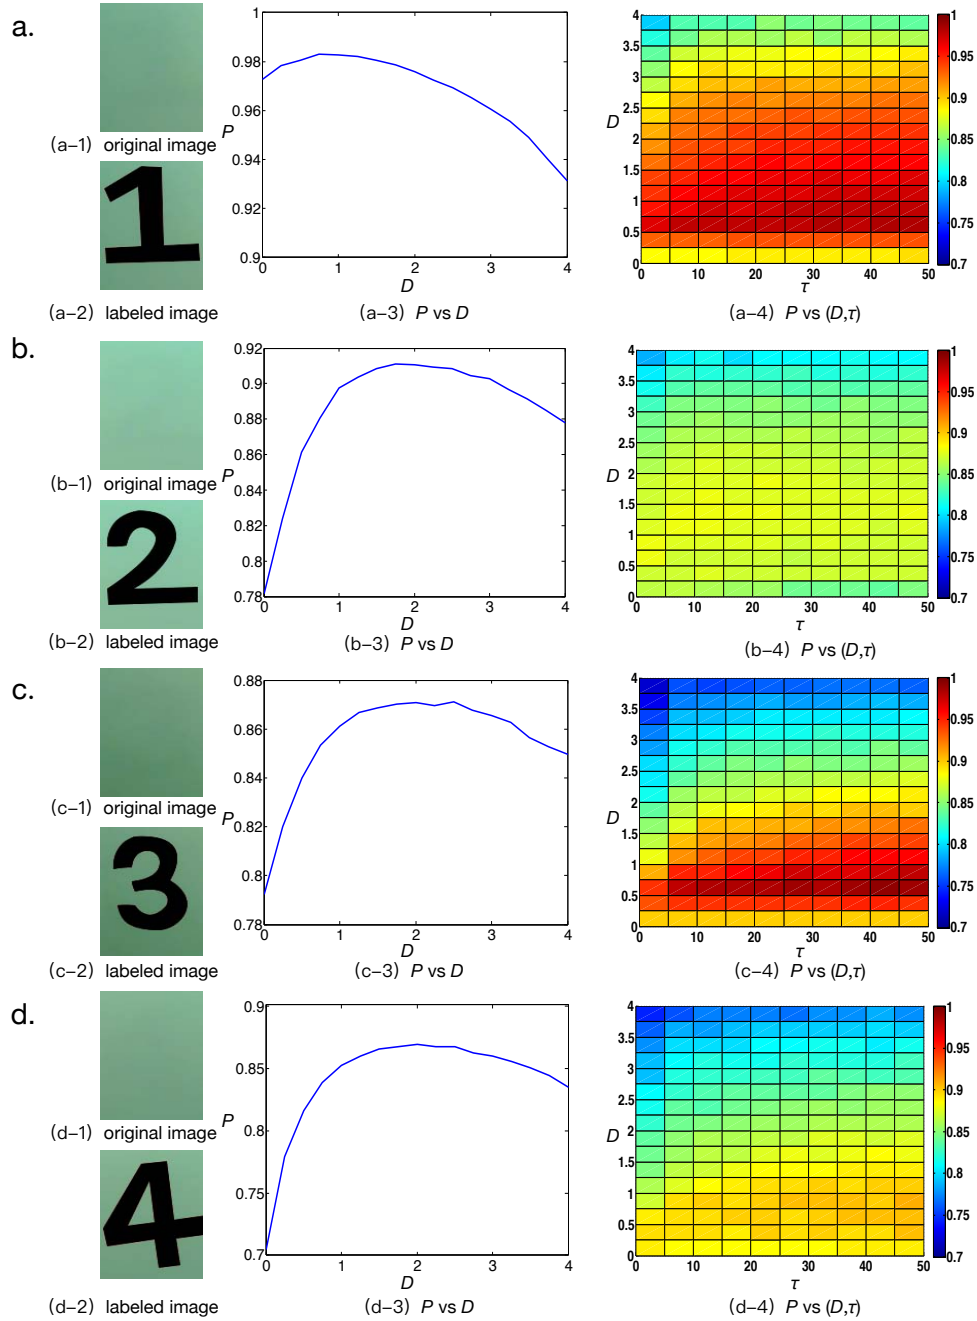 a.
(a-1) original image
1
(a-2) labeled image
1
0.98
0.96
0.94
0.92
0.9
P
0 1 2 3 4
D
(a-3) P vs D
4
3.5
3
2.5
2
1.5
1
0.5
0
D
0 10 20 30 40 50
τ
1
0.95
0.9
0.85
0.8
0.75
0.7
(a-4) P vs (D,τ)
b.
(b-1) original image
2
(b-2) labeled image
0.92
0.9
0.88
0.86
0.84
0.82
0.8
0.78
P
0 1 2 3 4
D
(b-3) P vs D
4
3.5
3
2.5
2
1.5
1
0.5
0
D
0 10 20 30 40 50
τ
1
0.95
0.9
0.85
0.8
0.75
0.7
(b-4) P vs (D,τ)
c.
(c-1) original image
3
(c-2) labeled image
0.88
0.86
0.84
0.82
0.8
0.78
P
0 1 2 3 4
D
(c-3) P vs D
4
3.5
3
2.5
2
1.5
1
0.5
0
D
0 10 20 30 40 50
τ
1
0.95
0.9
0.85
0.8
0.75
0.7
(c-4) P vs (D,τ)
d.
(d-1) original image
4
(d-2) labeled image
0.9
0.85
0.8
0.75
0.7
P
0 1 2 3 4
D
(d-3) P vs D
4
3.5
3
2.5
2
1.5
1
0.5
0
D
0 10 20 30 40 50
τ
1
0.95
0.9
0.85
0.8
0.75
0.7
(d-4) P vs (D,τ)